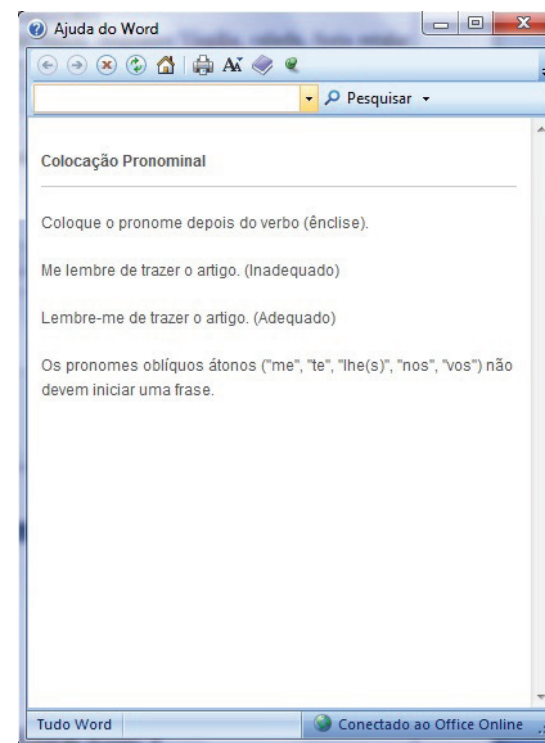 Ajuda do Word
Pesquisar
Colocação Pronominal
Coloque o pronome depois do verbo (ênclise).
Me lembre de trazer o artigo. (Inadequado)
Lembre-me de trazer o artigo. (Adequado)
Os pronomes oblíquos átonos ("me", "te", "lhe(s)", "nos", "vos") não
devem iniciar uma frase.
Tudo Word
Conectado ao Office Online